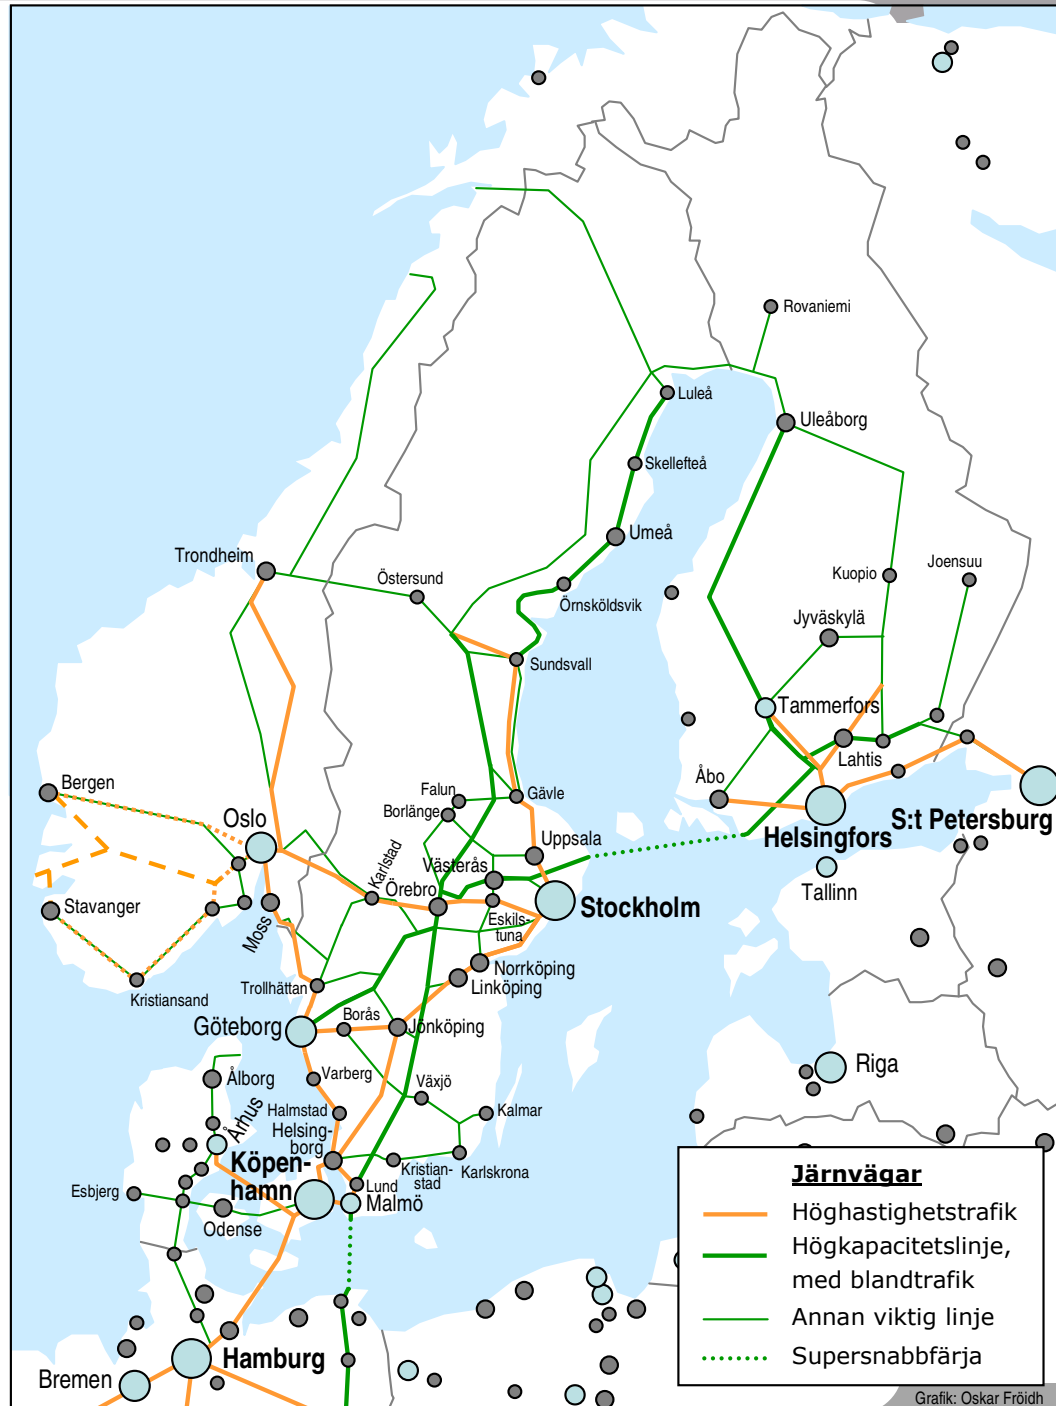 Rovaniemi
Luleå
Uleåborg
Skellefteå
Umeå
Trondheim
Östersund
Kuopio
Joensuu
Örnsköldsvik
Jyväskylä
Sundsvall
Tammerfors
Lahtis
Åbo
Bergen
Falun
Gävle
Borlänge
Oslo
Helsingfors
S:t Petersburg
Uppsala
Karlstad
Västerås
Tallinn
Örebro
Stavanger
Stockholm
Eskils-
tuna
Moss
Norrköping
Linköping
Trollhättan
Kristiansand
Borås
Göteborg
Jönköping
Riga
Ålborg
Varberg
Växjö
Halmstad
Kalmar
Århus
Helsing-
borg
Köpen-
hamn
Kristian-
stad
Karlskrona
Esbjerg
Lund
Malmö
Odense
Hamburg
Bremen
Järnvägar
Höghastighetstrafik
Högkapacitetslinje,
med blandtrafik
Annan viktig linje
Supersnabbfärja
Grafik: Oskar Fröidh